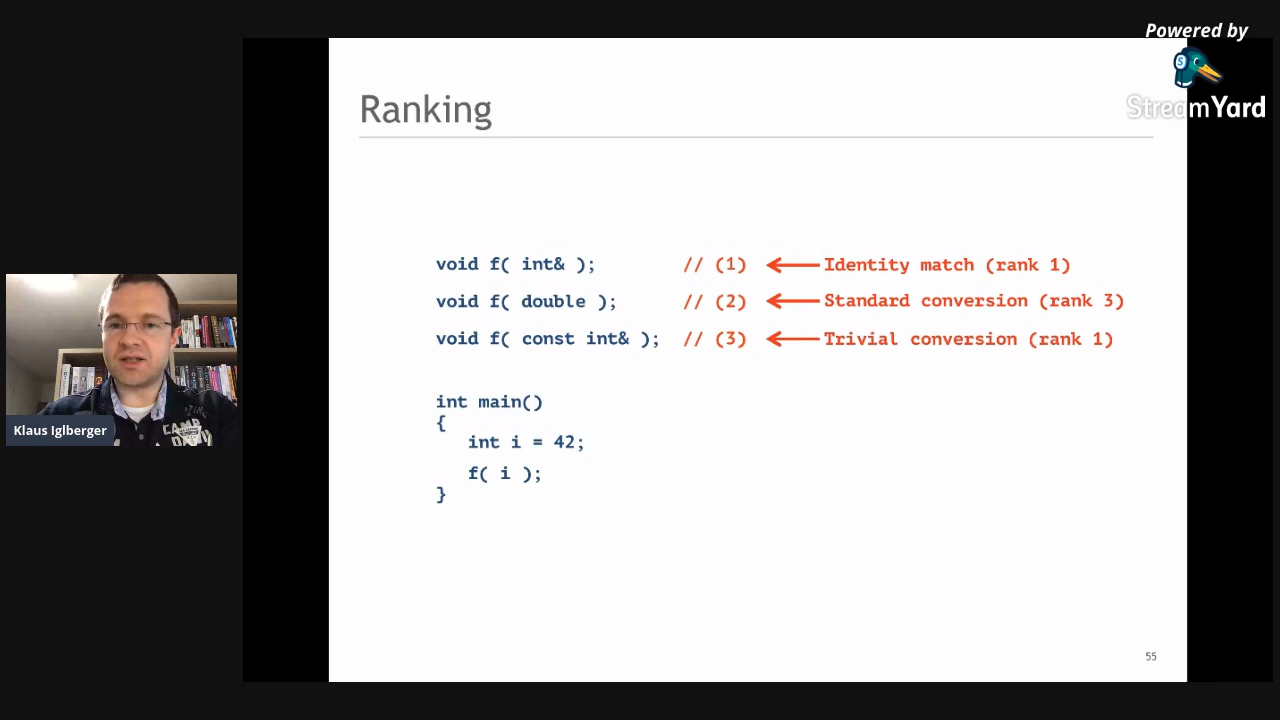 Powered by
StreamYard
Ranking
void f( int& ); // (1) Identity match (rank 1)
void f( double ); // (2) Standard conversion (rank 3)
void f( const int& ); // (3) Trivial conversion (rank 1)
int main()
{
int i = 42;
f( i );
}
Klaus Iglberger
CAMP
55